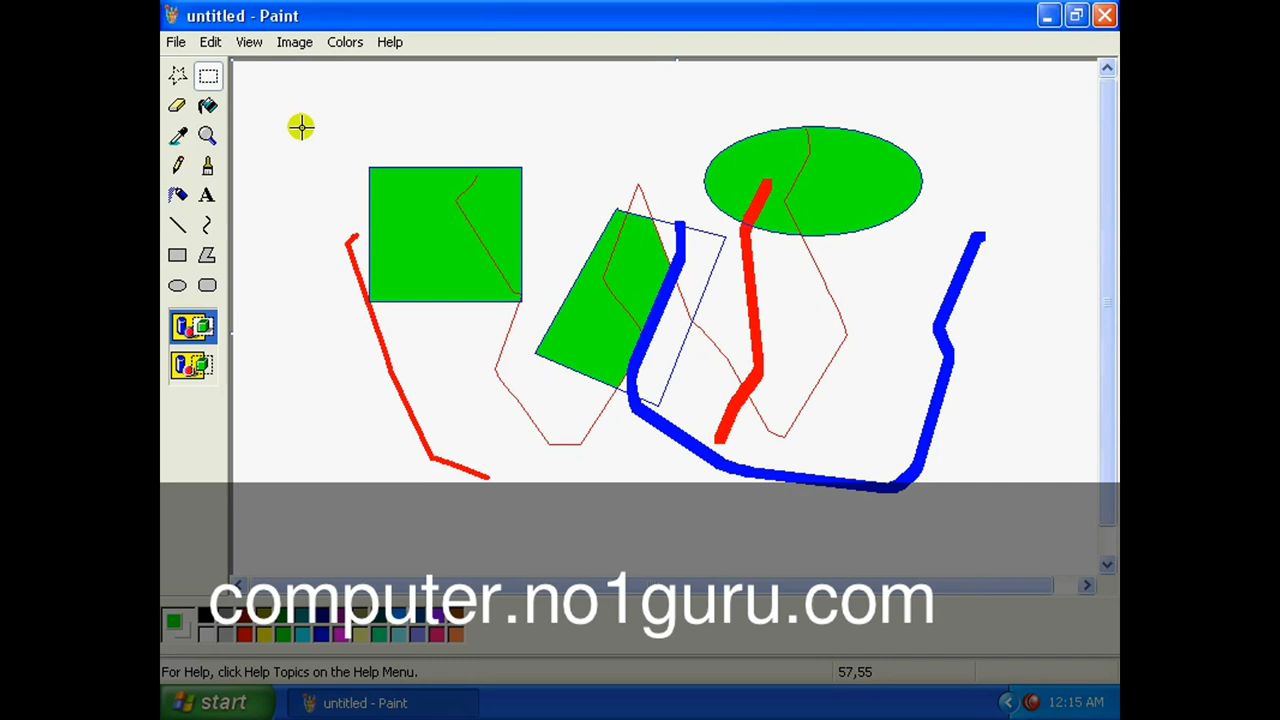 untitled - Paint
File Edit View Image Colors Help
A
computer.no1guru.com
For Help, click Help Topics on the Help Menu.
57,55
start
untitled - Paint
12:15 AM